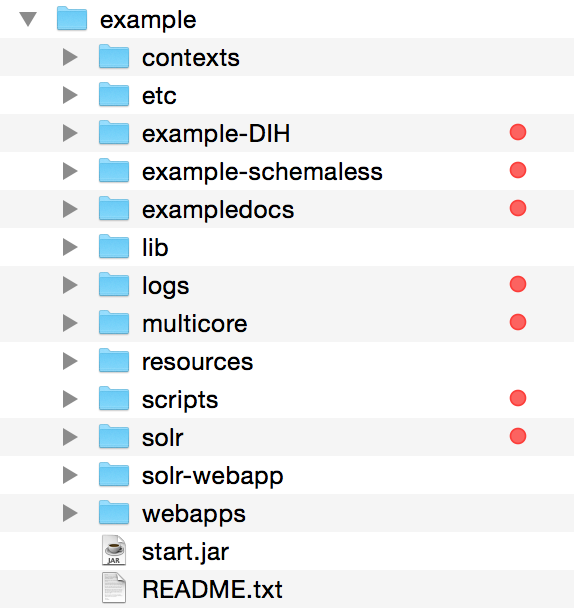 example
contexts
etc
example-DIH
example-schemaless
exampledocs
lib
logs
multicore
resources
scripts
solr
solr-webapp
webapps
JAR
start.jar
README.txt